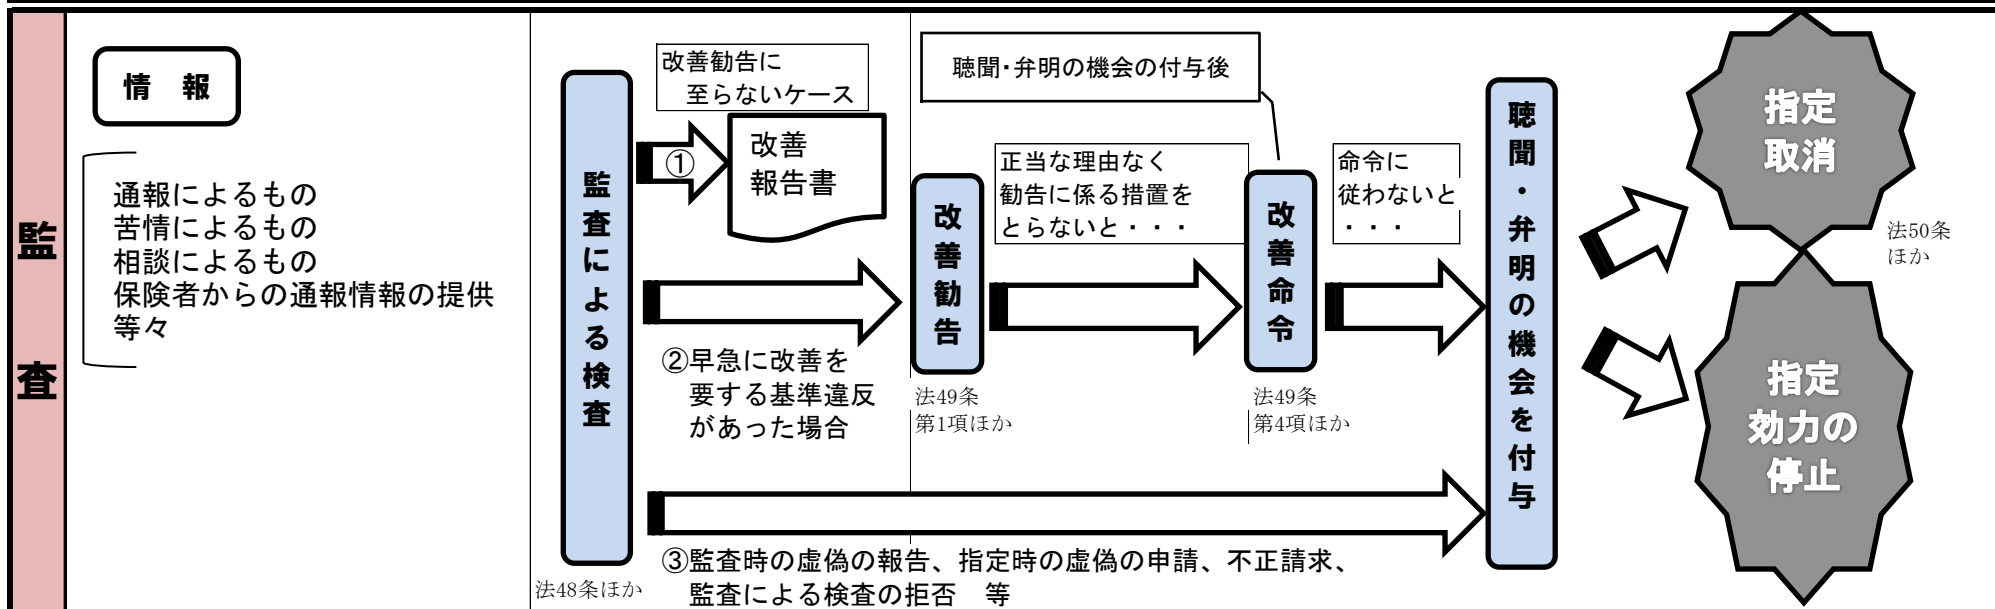 監査
情　報
通報によるもの
苦情によるもの
相談によるもの
保険者からの通報情報の提供
等々
監査による検査
法48条ほか
改善勧告に
至らないケース
①
改善
報告書
②早急に改善を
要する基準違反
があった場合
③監査時の虚偽の報告、指定時の虚偽の申請、不正請求、
監査による検査の拒否　等
改善勧告
法49条
第1項ほか
正当な理由なく
勧告に係る措置を
とらないと・・・
聴聞･弁明の機会の付与後
改善命令
法49条
第4項ほか
命令に
従わないと
・・・
聴聞・弁明の機会を付与
指定
取消
法50条
ほか
指定
効力の
停止